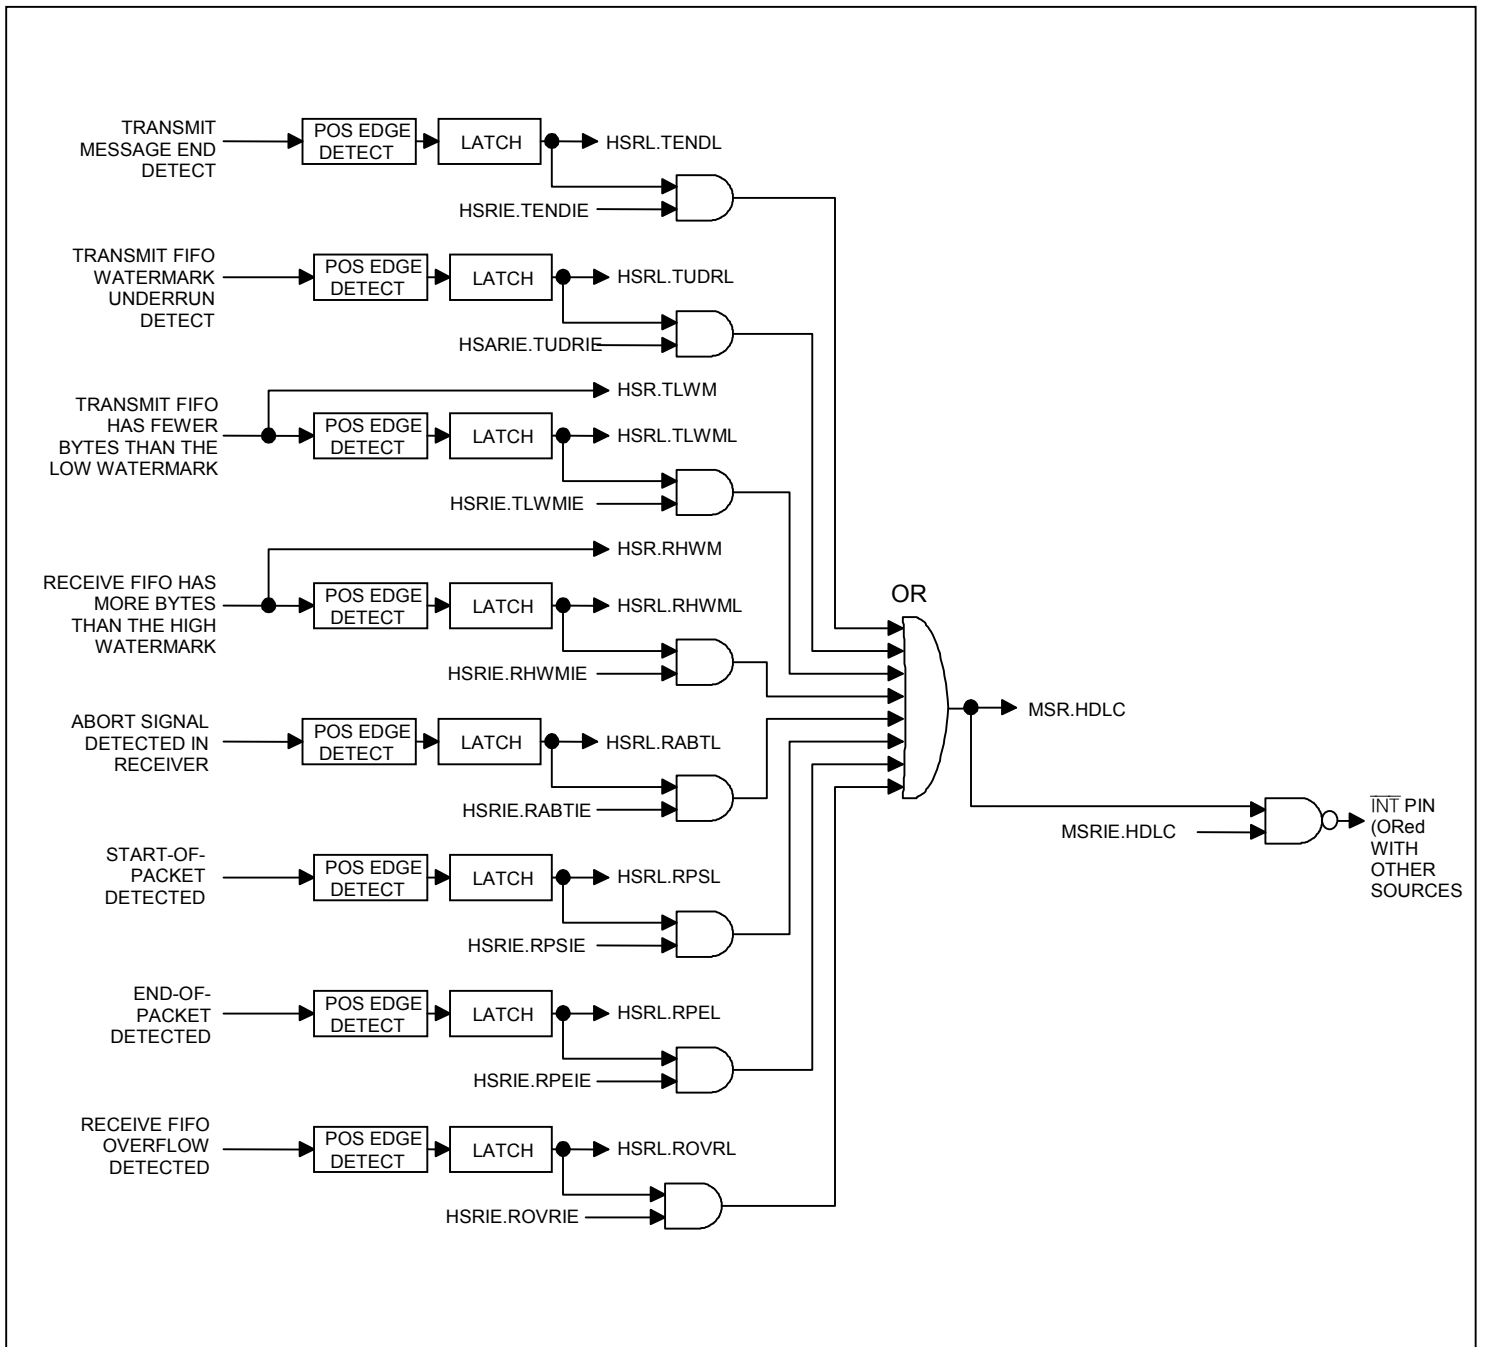 TRANSMIT
MESSAGE END
DETECT
POS EDGE
DETECT
LATCH
HSRL.TENDL
HSRIE.TENDIE
TRANSMIT FIFO
WATERMARK
UNDERRUN
DETECT
POS EDGE
DETECT
LATCH
HSRL.TUDRL
HSARIE.TUDRIE
TRANSMIT FIFO
HAS FEWER
BYTES THAN THE
LOW WATERMARK
HSR.TLWM
POS EDGE
DETECT
LATCH
HSRL.TLWML
HSRIE.TLWMIE
RECEIVE FIFO HAS
MORE BYTES
THAN THE HIGH
WATERMARK
HSR.RHWM
POS EDGE
DETECT
LATCH
HSRL.RHWML
HSRIE.RHWMIE
ABORT SIGNAL
DETECTED IN
RECEIVER
POS EDGE
DETECT
LATCH
HSRL.RABTL
HSRIE.RABTIE
START-OF-
PACKET
DETECTED
POS EDGE
DETECT
LATCH
HSRL.RPSL
HSRIE.RPSIE
END-OF-
PACKET
DETECTED
POS EDGE
DETECT
LATCH
HSRL.RPEL
HSRIE.RPEIE
RECEIVE FIFO
OVERFLOW
DETECTED
POS EDGE
DETECT
LATCH
HSRL.ROVRL
HSRIE.ROVRIE
OR
MSR.HDLC
MSRIE.HDLC
INT PIN
(ORed
WITH
OTHER
SOURCES